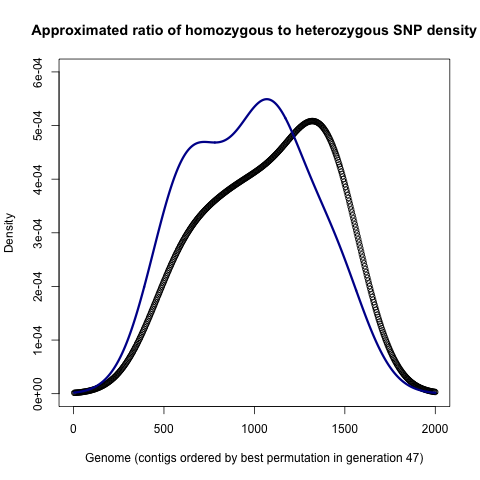 Approximated ratio of homozygous to heterozygous SNP density
6e-04
5e-04
4e-04
3e-04
2e-04
1e-04
0e+00
Density
0 500 1000 1500 2000
Genome (contigs ordered by best permutation in generation 47)